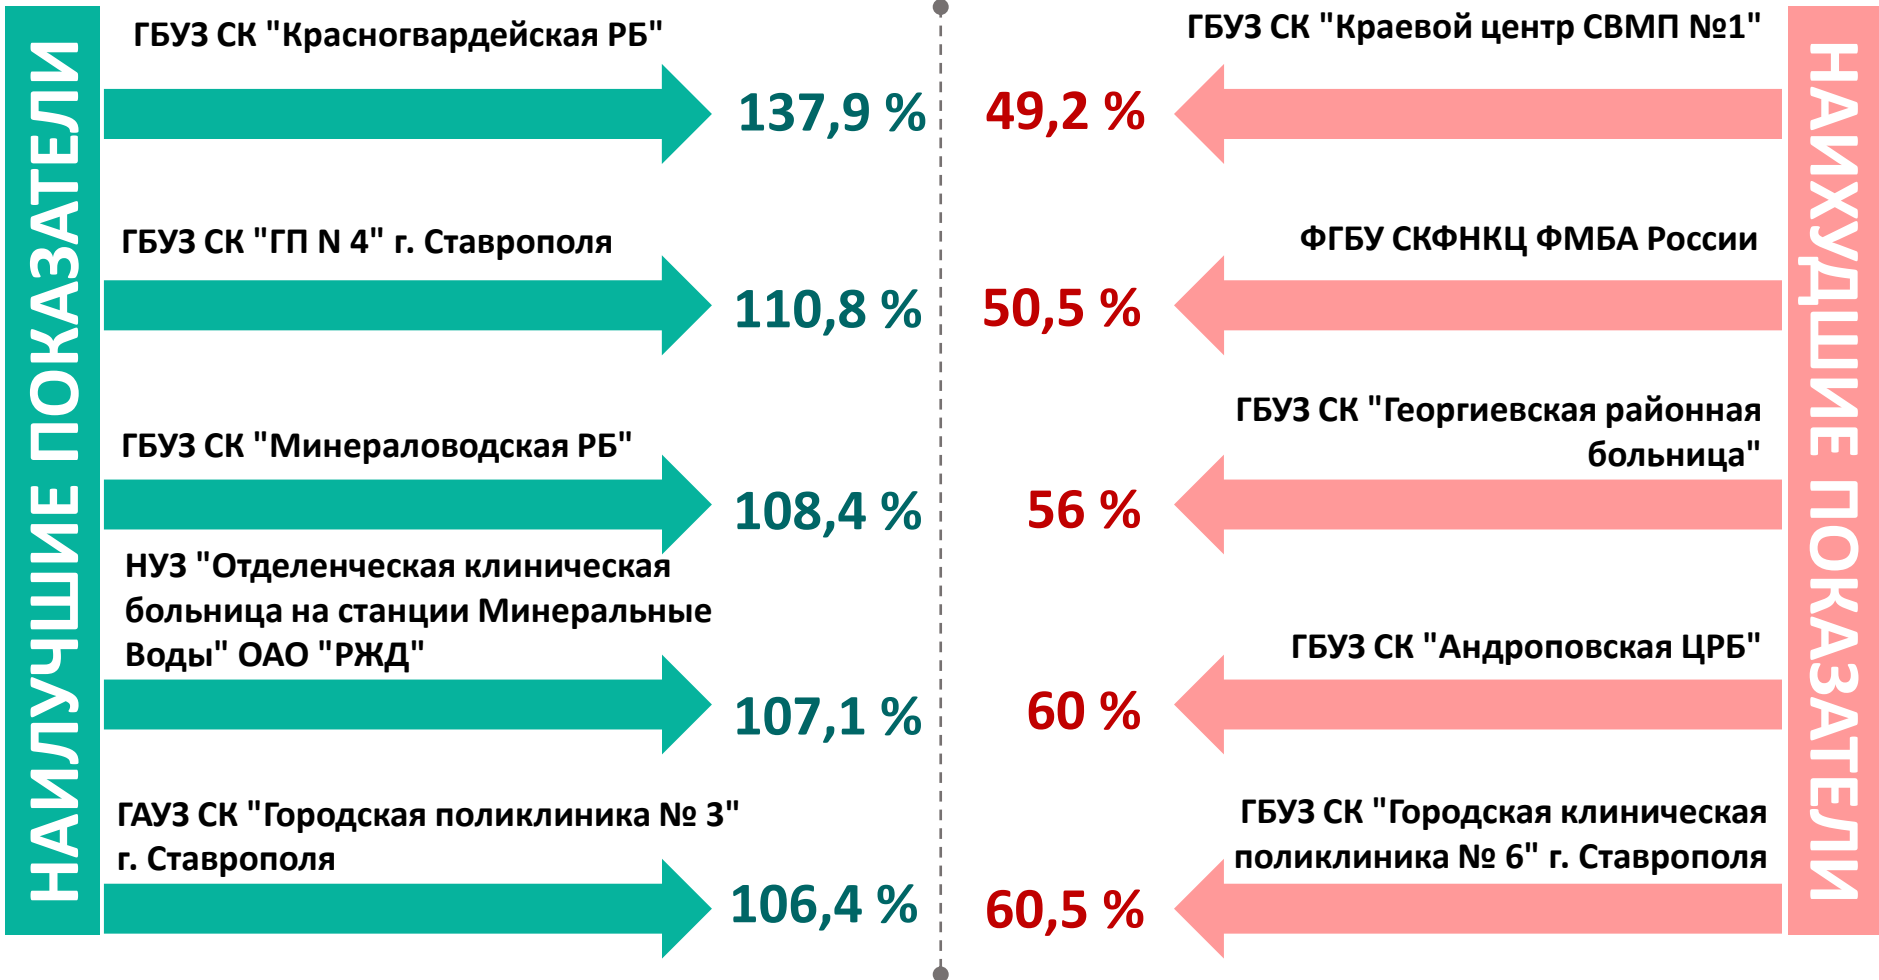 НАИЛУЧШИЕ ПОКАЗАТЕЛИ
ГБУЗ СК "Красногвардейская РБ"
137,9 %
ГБУЗ СК "ГП N 4" г. Ставрополя
110,8 %
ГБУЗ СК "Минераловодская РБ"
108,4 %
НУЗ "Отделенческая клиническая
больница на станции Минеральные
Воды" ОАО "РЖД"
107,1 %
ГАУЗ СК "Городская поликлиника № 3"
г. Ставрополя
106,4 %
НАИХУДШИЕ ПОКАЗАТЕЛИ
ГБУЗ СК "Краевой центр СВМП №1"
49,2 %
ФГБУ СКФНКЦ ФМБА России
50,5 %
ГБУЗ СК "Георгиевская районная
больница"
56 %
ГБУЗ СК "Андроповская ЦРБ"
60 %
ГБУЗ СК "Городская клиническая
поликлиника № 6" г. Ставрополя
60,5 %